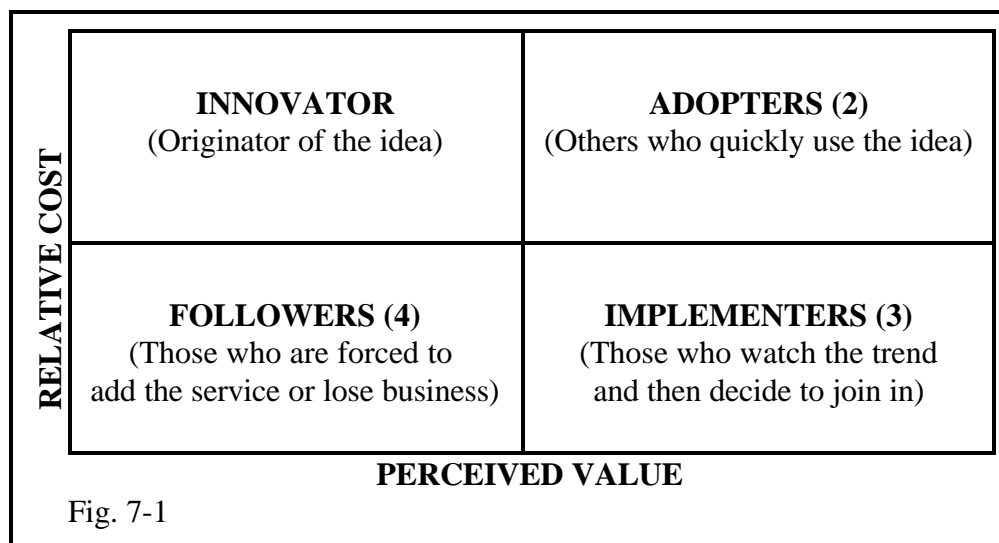 INNOVATOR
(Originator of the idea)
ADOPTERS (2)
(Others who quickly use the idea)
RELATIVE COST
FOLLOWERS (4)
(Those who are forced to
add the service or lose business)
IMPLEMENTERS (3)
(Those who watch the trend
and then decide to join in)
PERCEIVED VALUE
Fig. 7-1